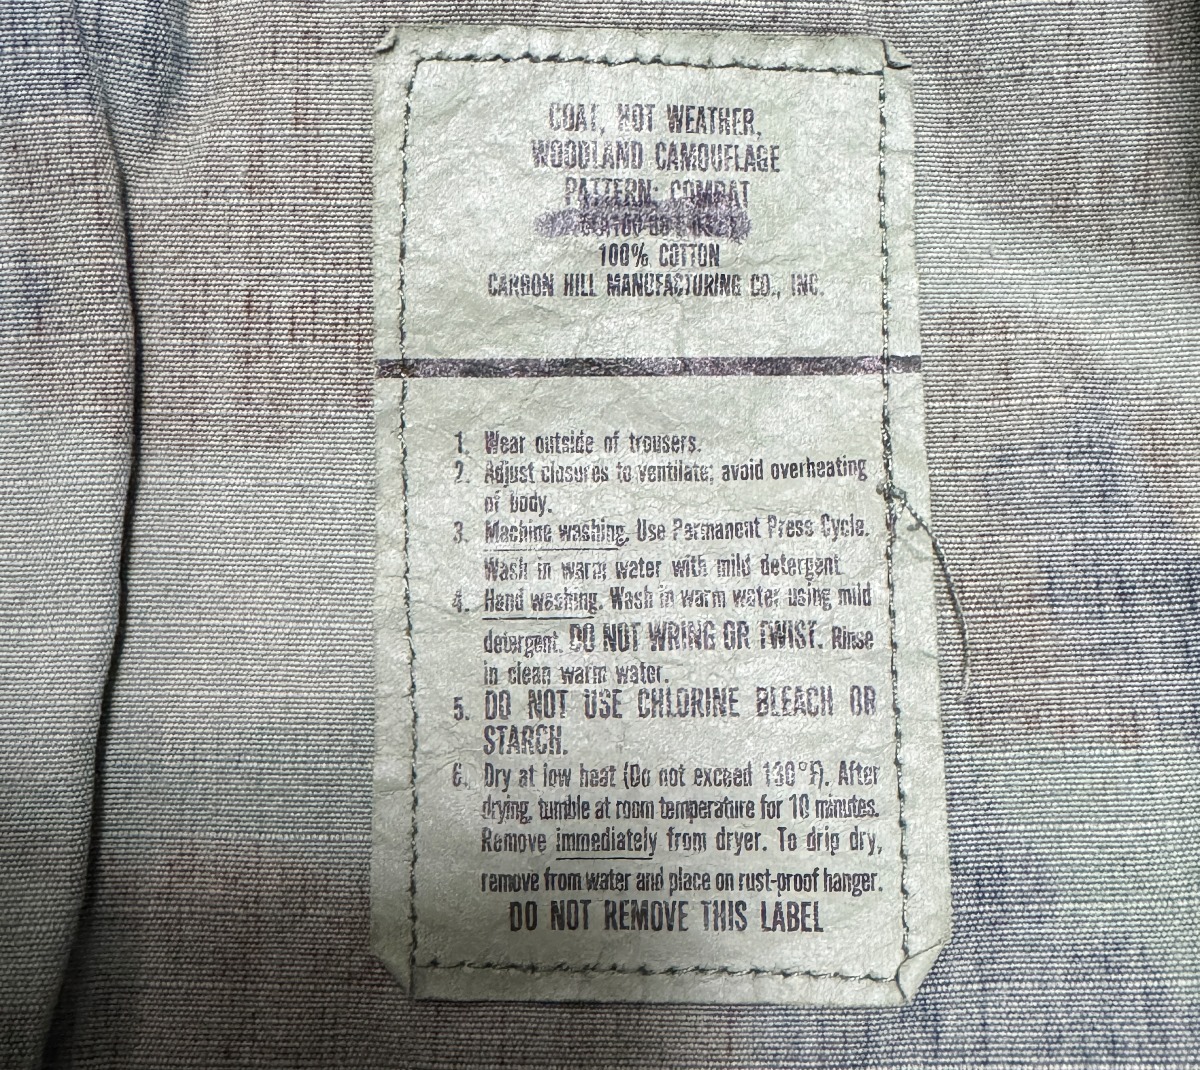 COAT, HOT WEATHER,
WOODLAND CAMOUFLAGE
PATTERN: COMBAT
100% COTTON
CARBON HILL MANUFACTURING CO., INC.
1. Wear outside of trousers.
2. Adjust closures to ventilate; avoid overheating
of body.
3. Machine washing. Use Permanent Press Cycle.
Wash in warm water with mild detergent.
4. Hand washing. Wash in warm water using mild
detergent. DO NOT WRING OR TWIST. Rinse
in clean warm water.
5. DO NOT USE CHLORINE BLEACH OR
STARCH.
6. Dry at low heat (Do not exceed 130°F). After
drying, tumble at room temperature for 10 minutes.
Remove immediately from dryer. To drip dry,
remove from water and place on rust-proof hanger.
DO NOT REMOVE THIS LABEL